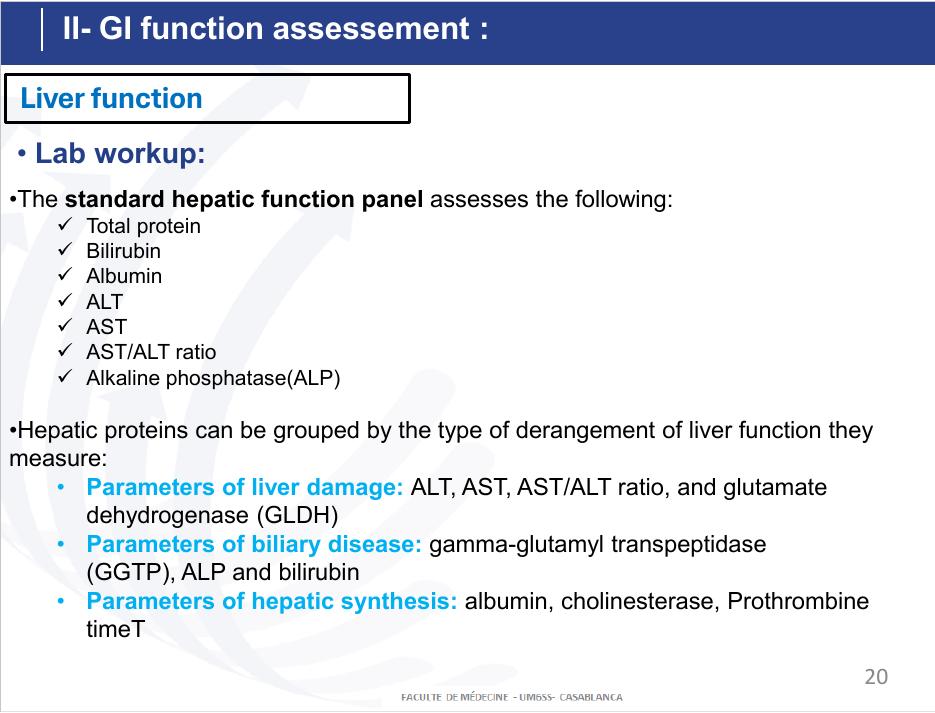 II- GI function assessement :
Liver function
• Lab workup:
•The standard hepatic function panel assesses the following:
✓ Total protein
✓ Bilirubin
✓ Albumin
✓ ALT
✓ AST
✓ AST/ALT ratio
✓ Alkaline phosphatase(ALP)
•Hepatic proteins can be grouped by the type of derangement of liver function they
measure:
• Parameters of liver damage: ALT, AST, AST/ALT ratio, and glutamate
dehydrogenase (GLDH)
• Parameters of biliary disease: gamma-glutamyl transpeptidase
(GGTP), ALP and bilirubin
• Parameters of hepatic synthesis: albumin, cholinesterase, Prothrombine
timeT
20
FACULTE DE MÉDECINE - UM6SS- CASABLANCA